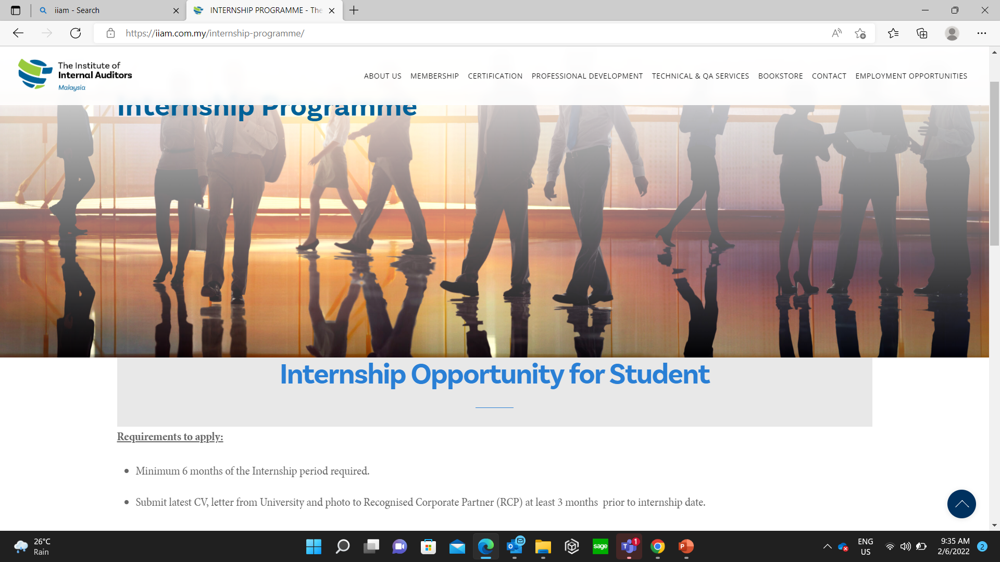 iiam - Search
INTERNSHIP PROGRAMME - The
https://iiam.com.my/internship-programme/
The Institute of
Internal Auditors
Malaysia
ABOUT US MEMBERSHIP CERTIFICATION PROFESSIONAL DEVELOPMENT TECHNICAL & QA SERVICES BOOKSTORE CONTACT EMPLOYMENT OPPORTUNITIES
Internship Programme
Internship Opportunity for Student
Requirements to apply:
• Minimum 6 months of the Internship period required.
• Submit latest CV, letter from University and photo to Recognised Corporate Partner (RCP) at least 3 months prior to internship date.
26°C
Rain
sage
T
1
P
ENG
US
9:35 AM
2/6/2022
2